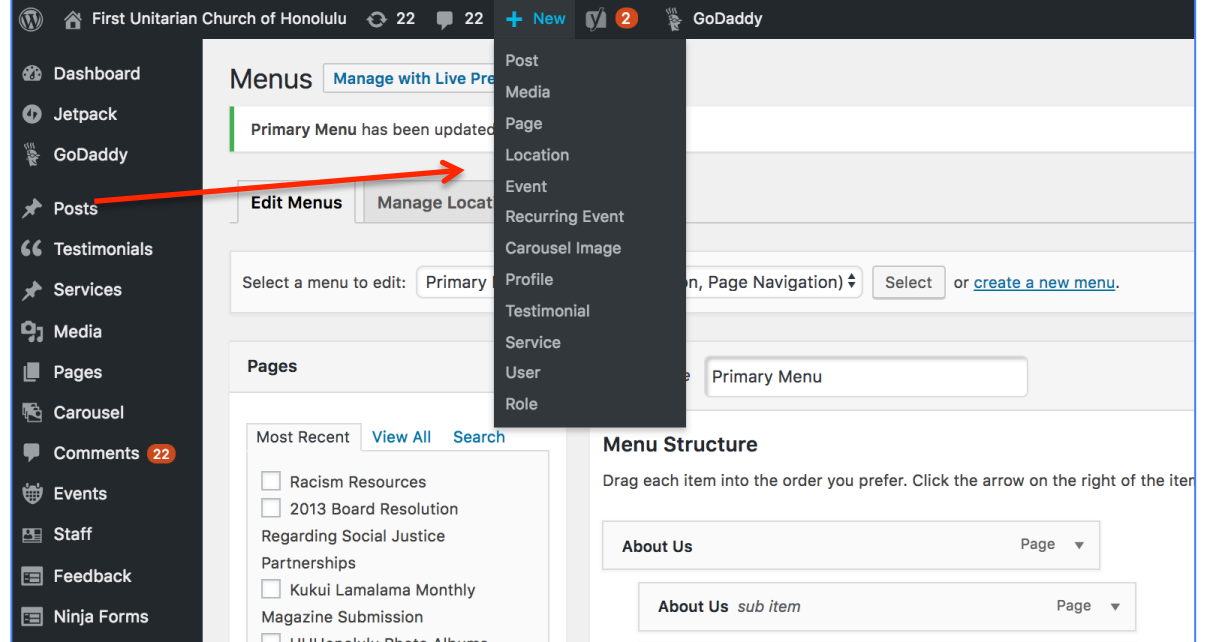 First Unitarian Church of Honolulu 22 22 + New 2 GoDaddy
Dashboard
Jetpack
GoDaddy
Posts
Testimonials
Services
Media
Pages
Carousel
Comments 22
Events
Staff
Feedback
Ninja Forms
Post
Media
Page
Location
Event
Recurring Event
Carousel Image
Profile
Testimonial
Service
User
Role
Menus Manage with Live Pre
Primary Menu has been updated
Edit Menus Manage Locat
Select a menu to edit: Primary n, Page Navigation) Select or create a new menu.
Pages
Most Recent View All Search
Racism Resources
2013 Board Resolution
Regarding Social Justice
Partnerships
Kukui Lamalama Monthly
Magazine Submission
e Primary Menu
Menu Structure
Drag each item into the order you prefer. Click the arrow on the right of the iter
About Us Page
About Us sub item Page